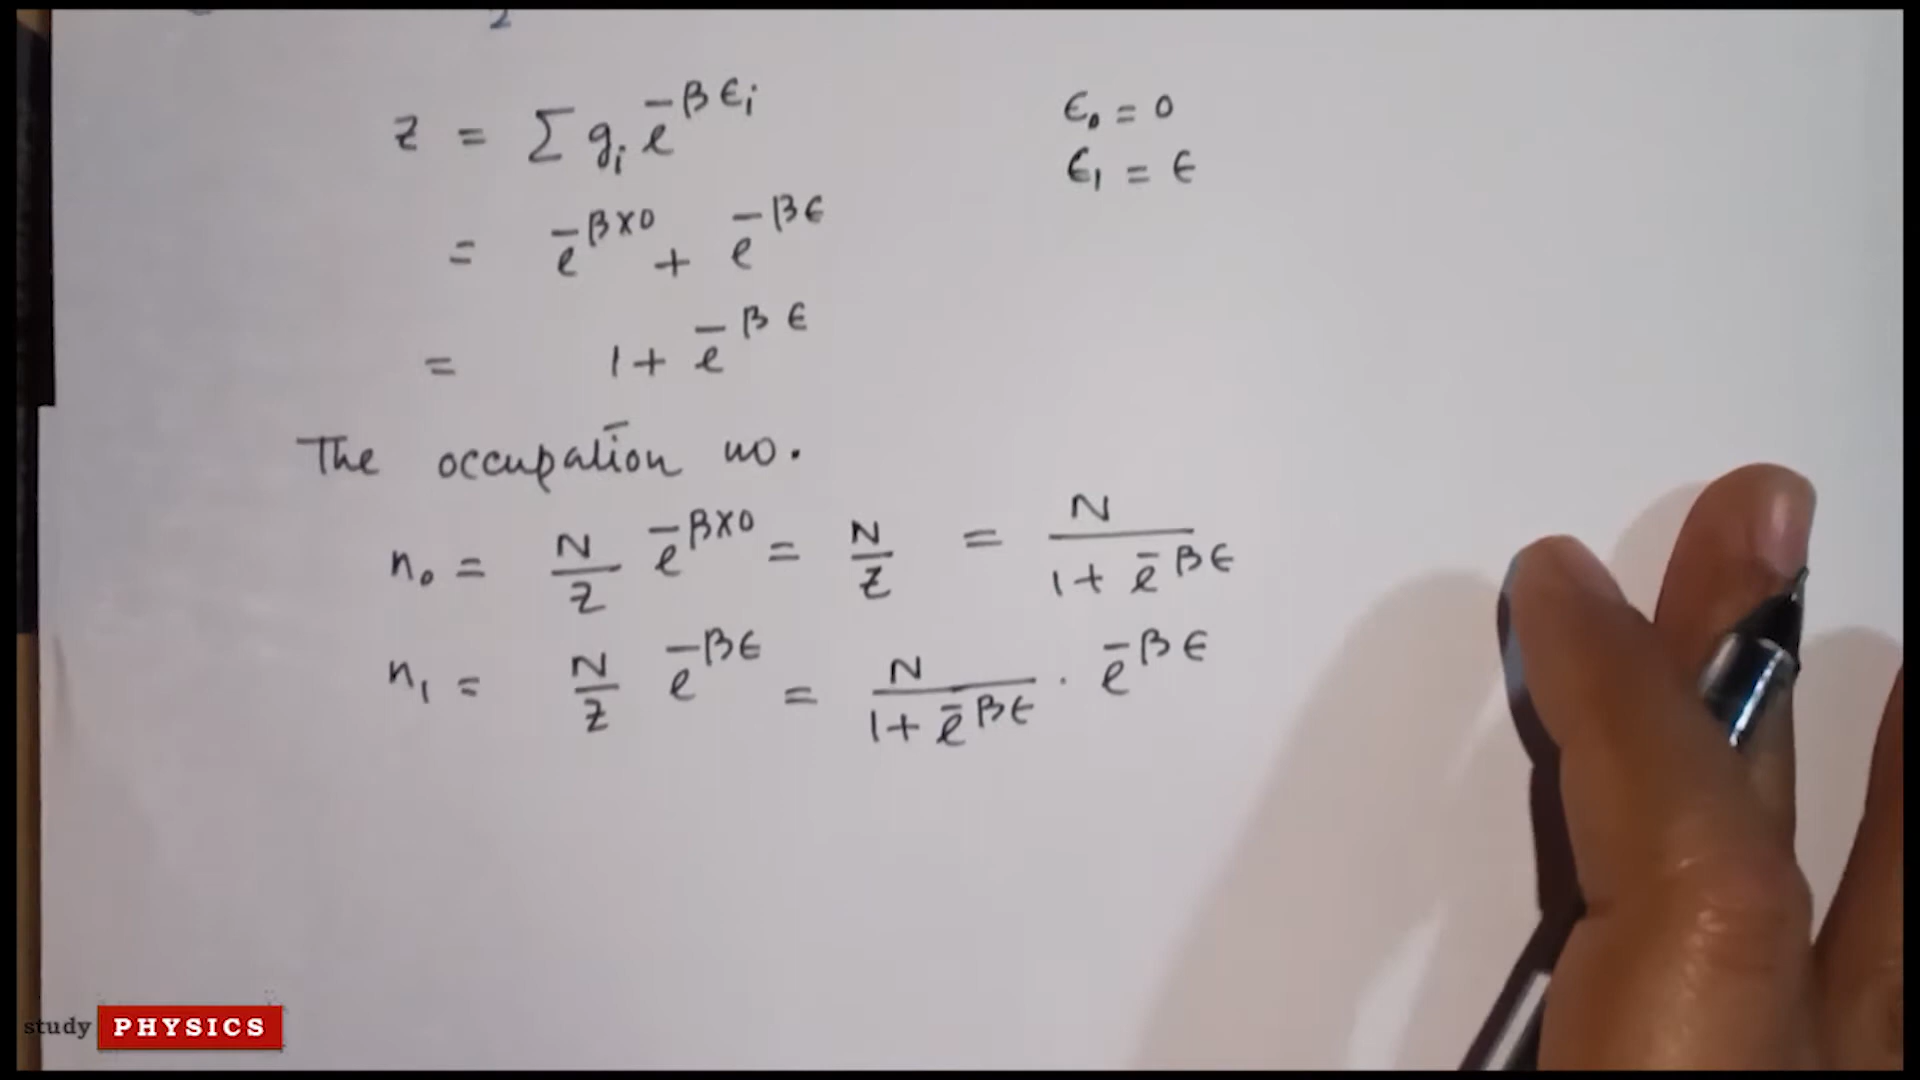 2
z = Σ gᵢ e^{-βϵᵢ}
ϵ₀ = 0
ϵ₁ = ϵ
= e^{-β×0} + e^{-βϵ}
= 1 + e^{-βϵ}
The occupation no.
n₀ = N/z e^{-β×0} = N/z = N/(1 + e^{-βϵ})
n₁ = N/z e^{-βϵ} = N/(1 + e^{-βϵ}) · e^{-βϵ}
study PHYSICS